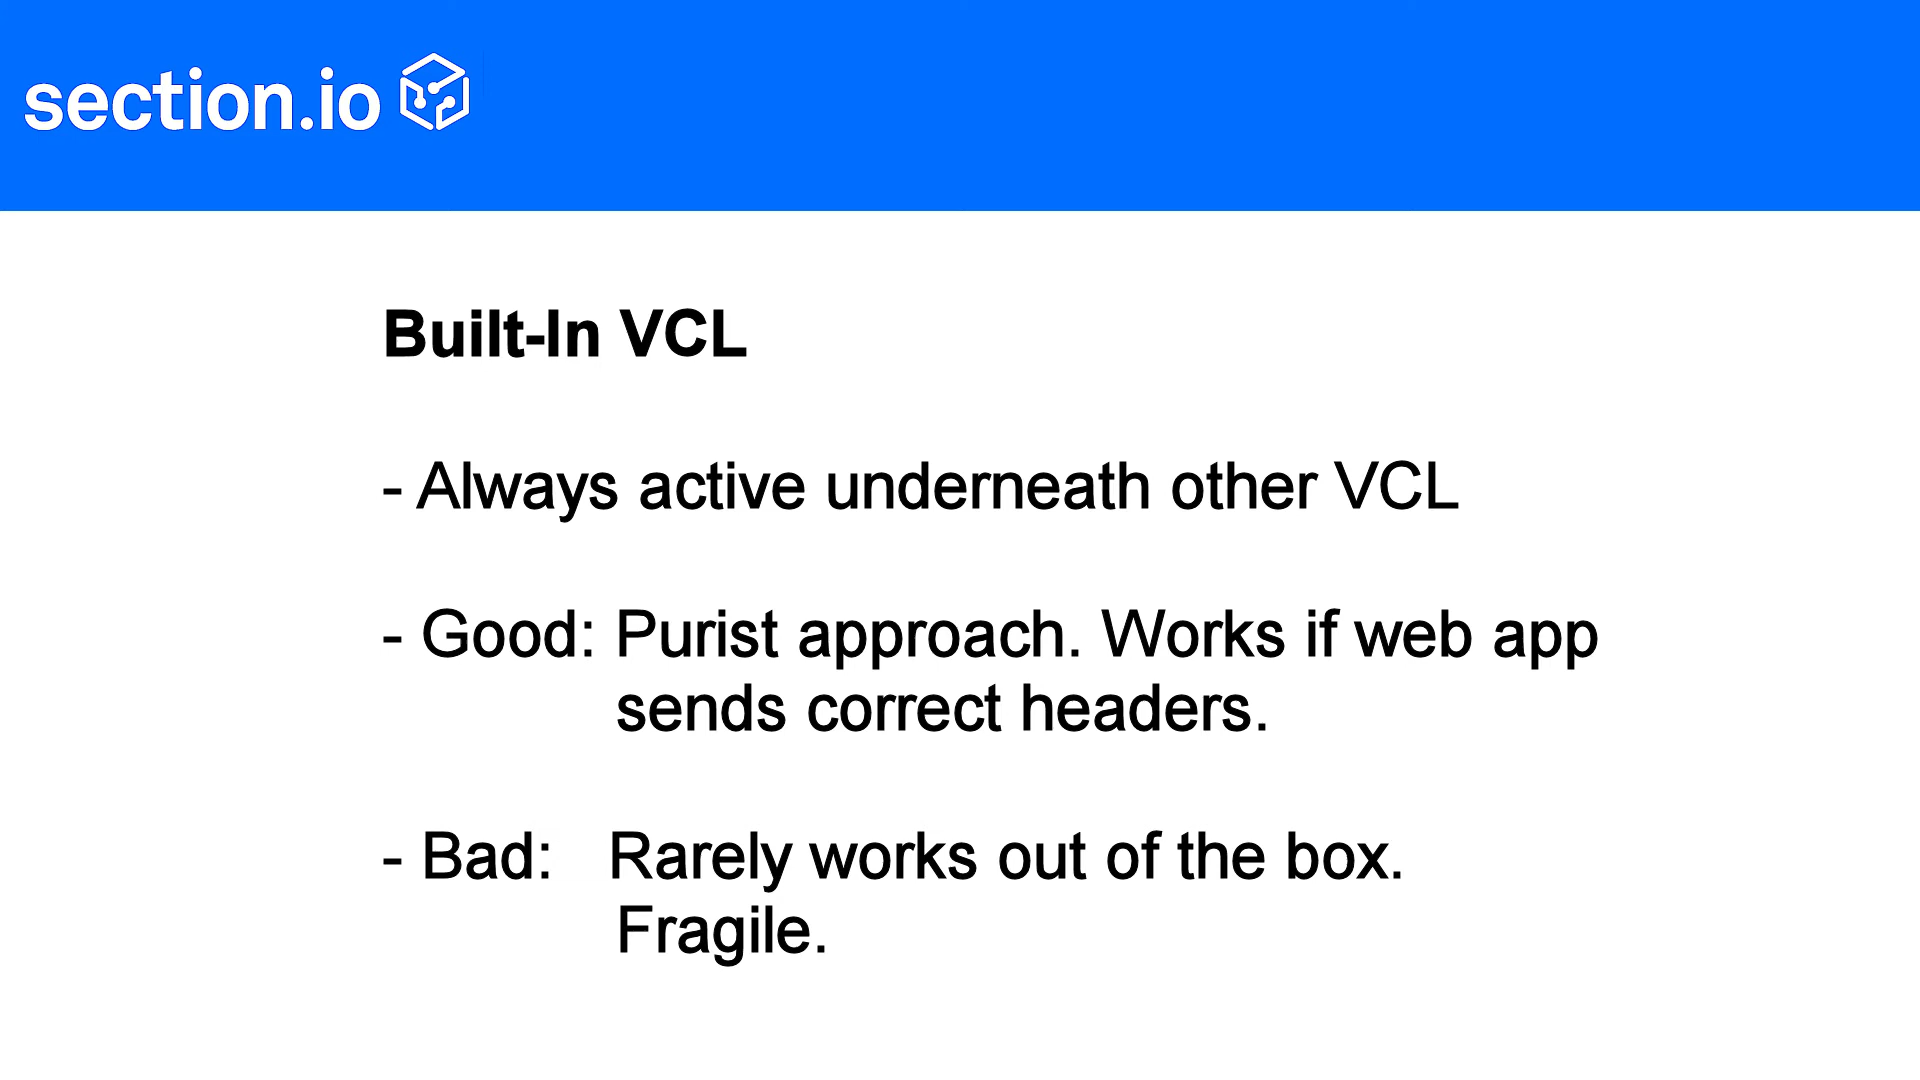 section.io
Built-In VCL
- Always active underneath other VCL
- Good: Purist approach. Works if web app
sends correct headers.
- Bad: Rarely works out of the box.
Fragile.